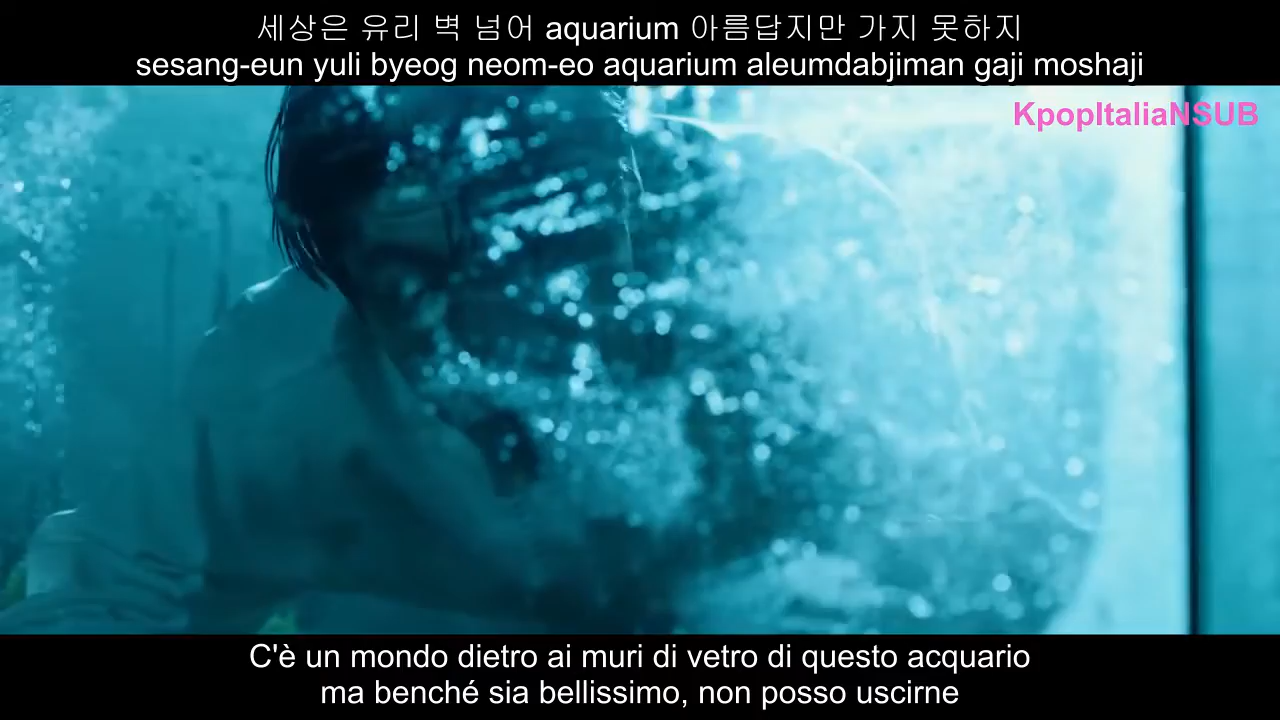 세상은 유리 벽 넘어 aquarium 아름답지만 가지 못하지
sesang-eun yuli byeog neom-eo aquarium aleumdabjiman gaji moshaji
KpopItaliaNSUB
C'è un mondo dietro ai muri di vetro di questo acquario
ma benché sia bellissimo, non posso uscirne